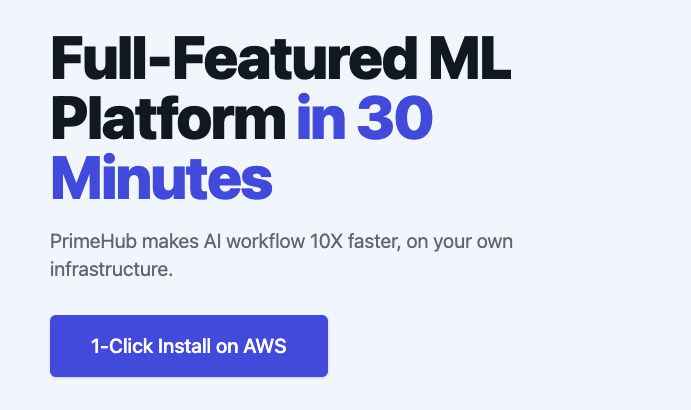 Full-Featured ML
Platform in 30
Minutes
PrimeHub makes AI workflow 10X faster, on your own
infrastructure.
1-Click Install on AWS